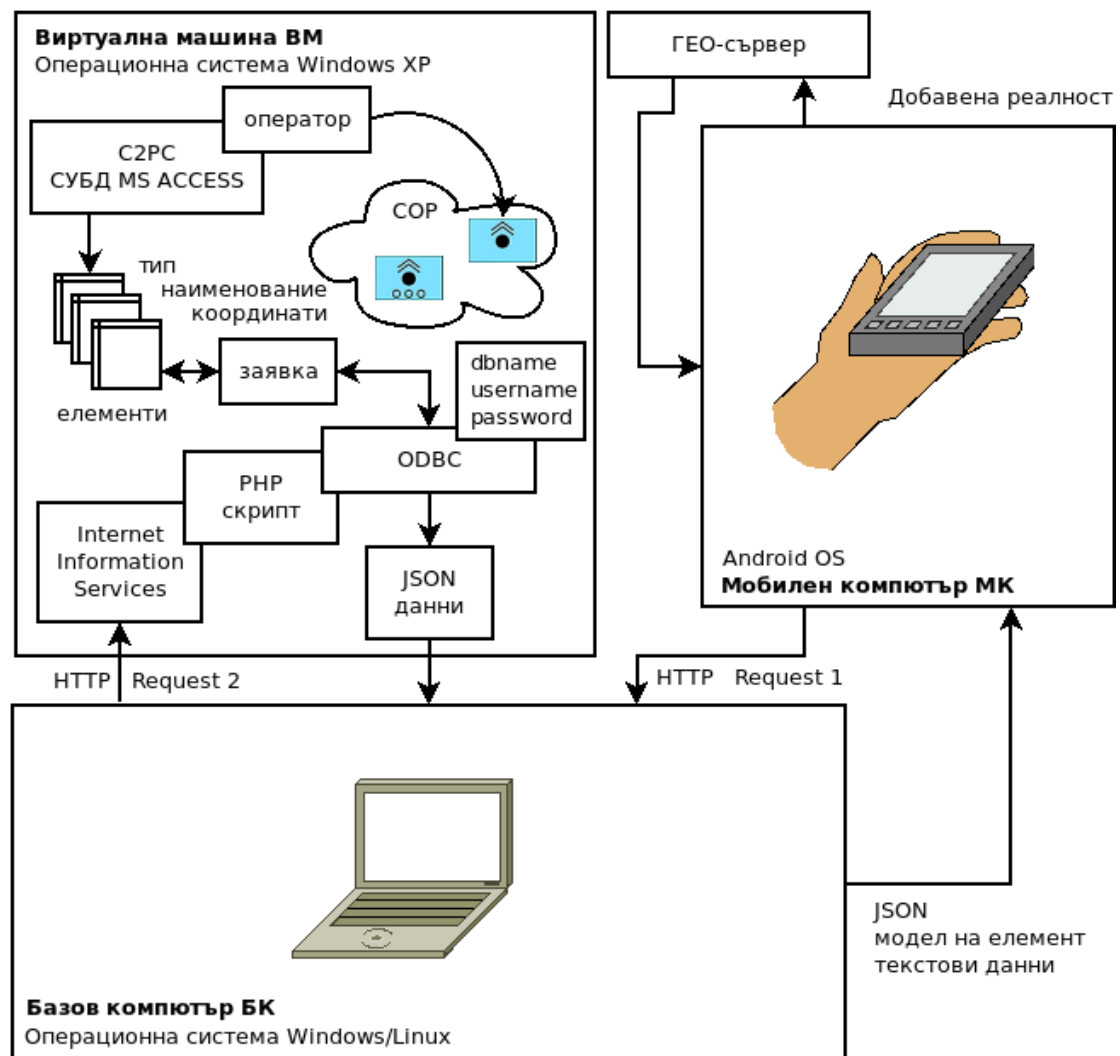 Виртуална машина ВМ
Операционна система Windows XP
оператор
C2PC
СУБД MS ACCESS
COP
тип
наименование
координати
елементи
заявка
dbname
username
password
ODBC
PHP
скрипт
Internet
Information
Services
JSON
данни
HTTP Request 2
ГЕО-сървер
Добавена реалност
Android OS
Мобилен компютър МК
HTTP Request 1
JSON
модел на елемент
текстови данни
Базов компютър БК
Операционна система Windows/Linux